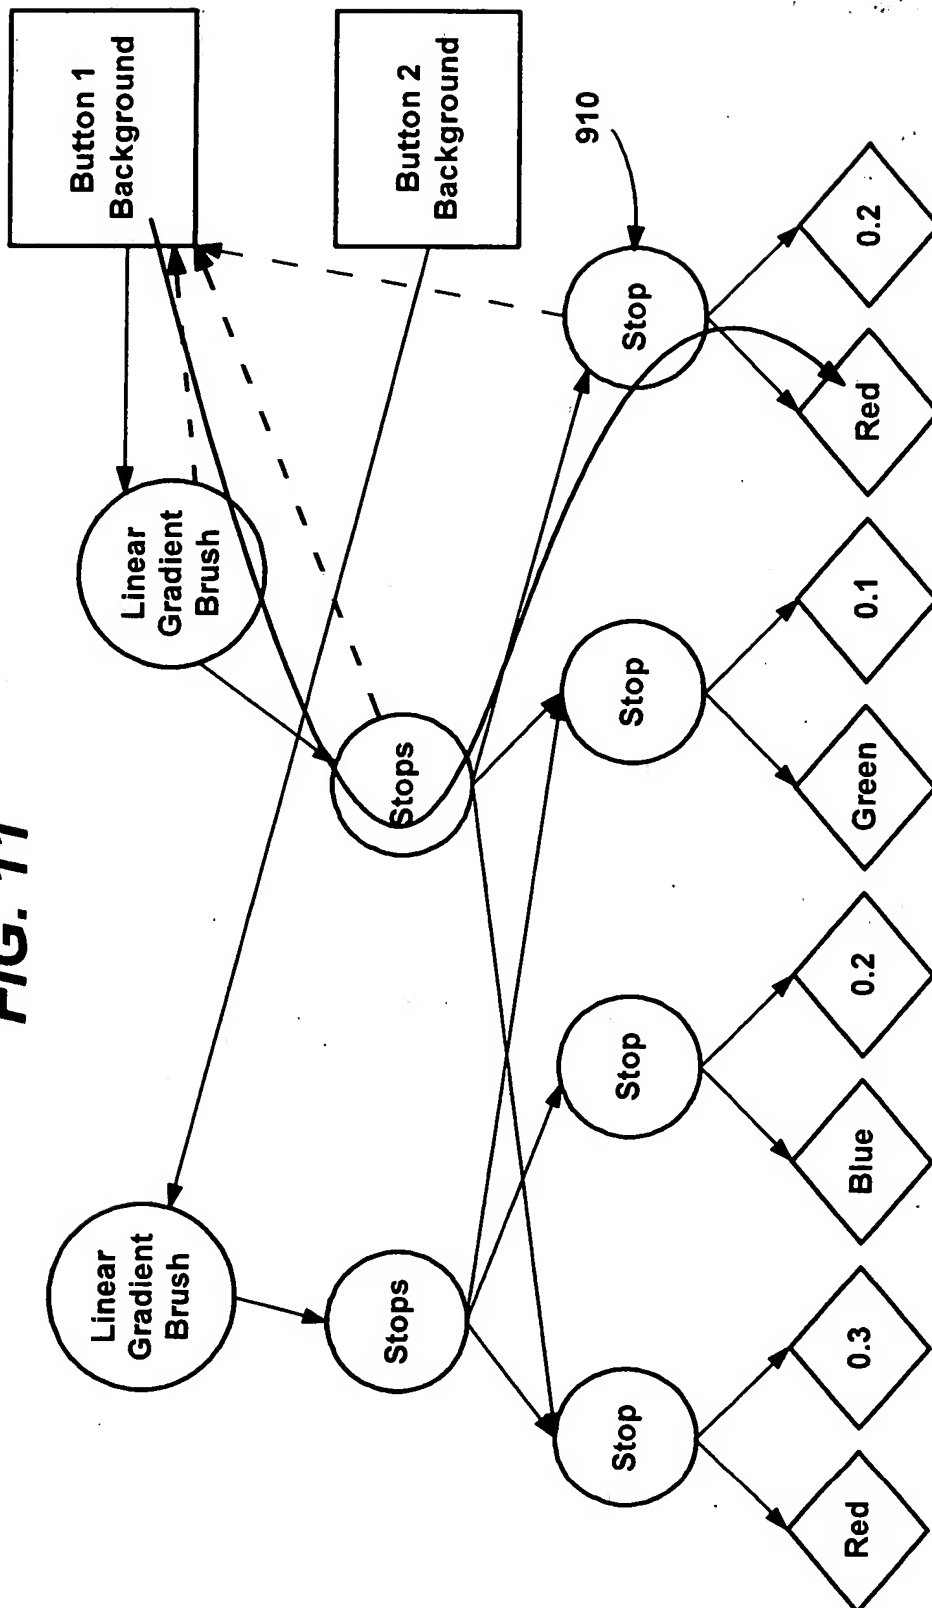 FIG. 11
Linear
Gradient
Brush
Linear
Gradient
Brush
Button 1
Background
Stops
Stops
Button 2
Background
910
Stop
Stop
Stop
Stop
Red
0.3
Blue
0.2
Green
0.1
Red
0.2